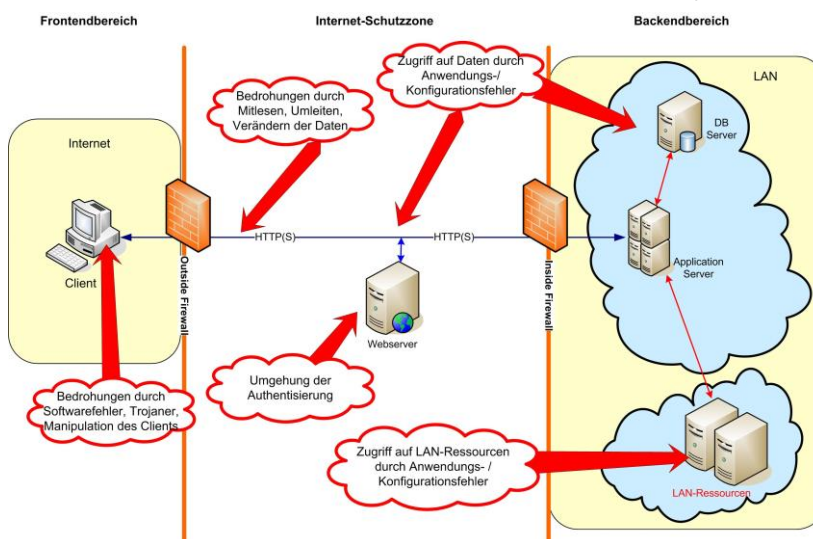 Frontendbereich
Internet-Schutzzone
Backendbereich
Zugriff auf Daten durch
Anwendungs-/
Konfigurationsfehler
LAN
Bedrohungen durch
Mitlesen, Umleiten,
Verändern der Daten
DB
Server
Internet
HTTP(S)
HTTP(S)
Client
Outside Firewall
Inside Firewall
Application
Server
Webserver
Umgehung der
Authentisierung
Bedrohungen durch
Softwarefehler, Trojaner,
Manipulation des Clients
Zugriff auf LAN-Ressourcen
durch Anwendungs- /
Konfigurationsfehler
LAN-Ressourcen